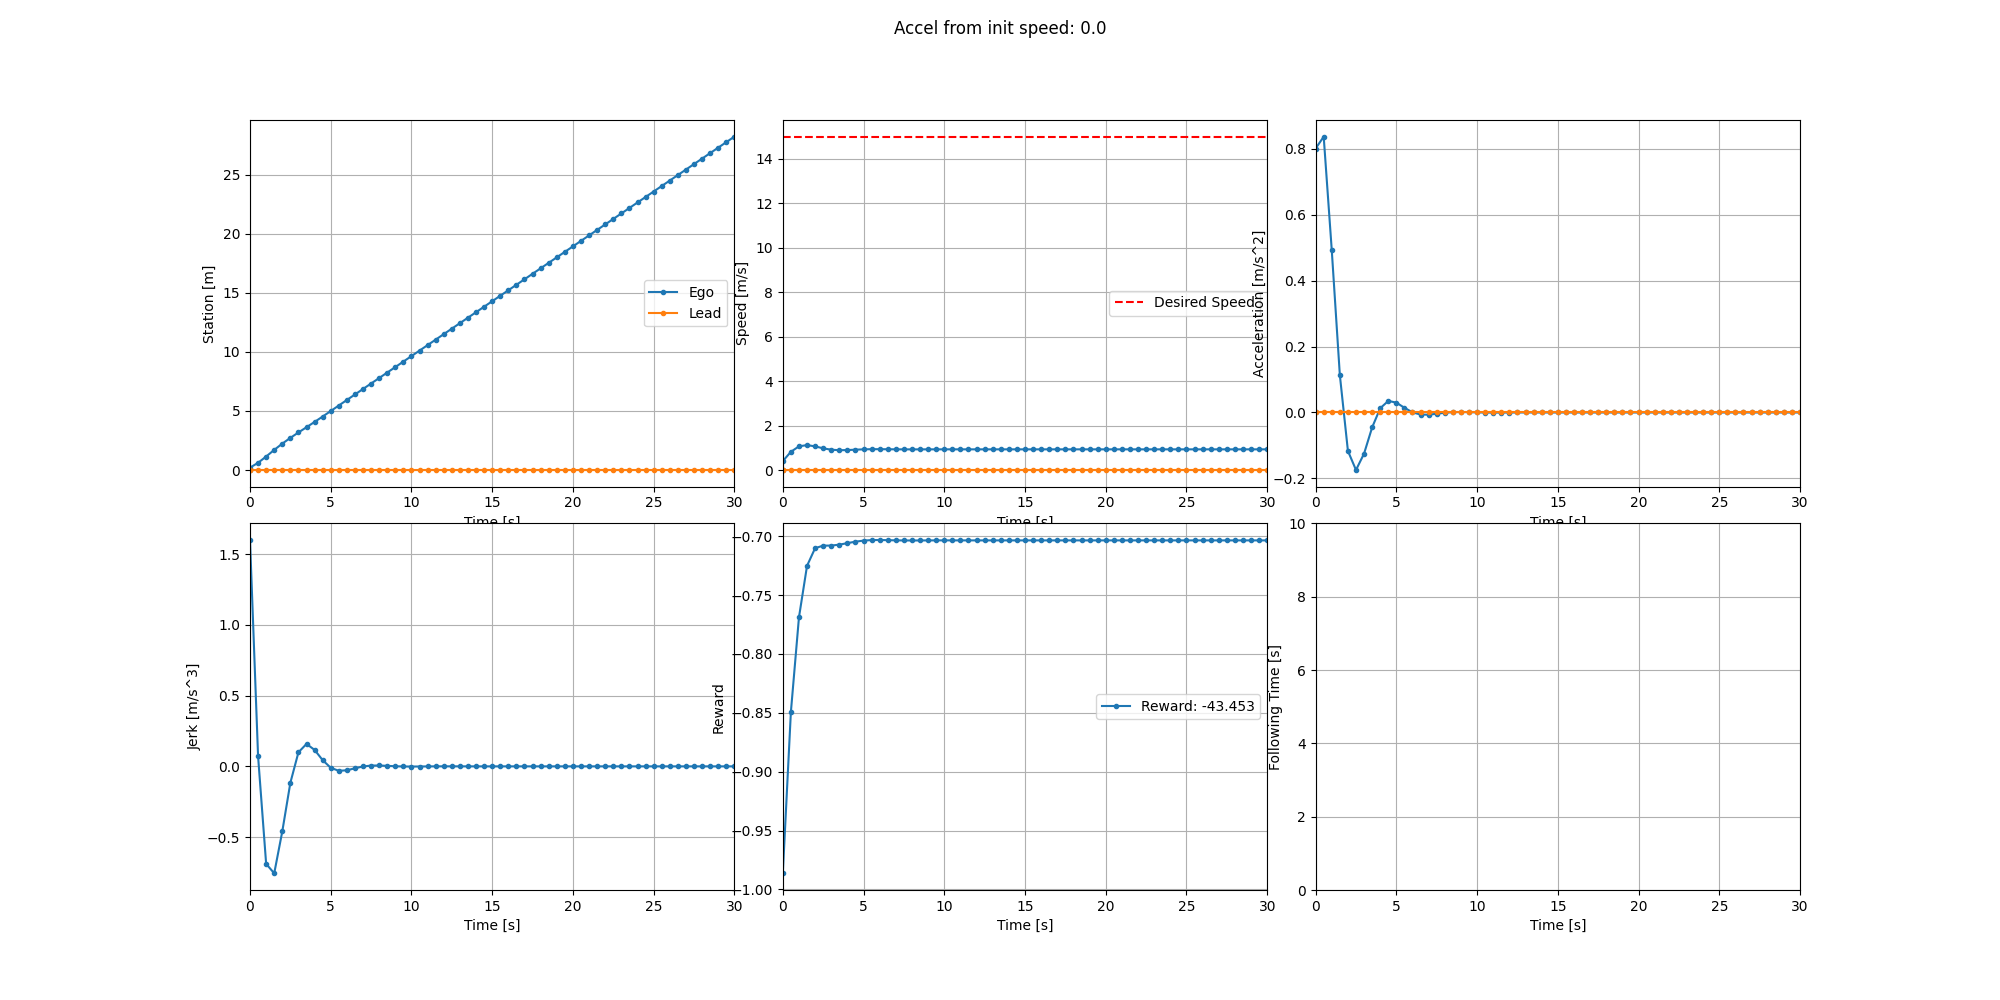 Accel from init speed: 0.0
Station [m]
25
20
15
10
5
0
0 5 10 15 20 25 30
Time [s]
Ego
Lead
Speed [m/s]
14
12
10
8
6
4
2
0
0 5 10 15 20 25 30
Time [s]
Desired Speed
Acceleration [m/s^2]
0.8
0.6
0.4
0.2
0.0
−0.2
0 5 10 15 20 25 30
Time [s]
Jerk [m/s^3]
1.5
1.0
0.5
0.0
−0.5
0 5 10 15 20 25 30
Time [s]
Reward
−0.70
−0.75
−0.80
−0.85
−0.90
−0.95
−1.00
0 5 10 15 20 25 30
Time [s]
Reward: -43.453
Following Time [s]
10
8
6
4
2
0
0 5 10 15 20 25 30
Time [s]